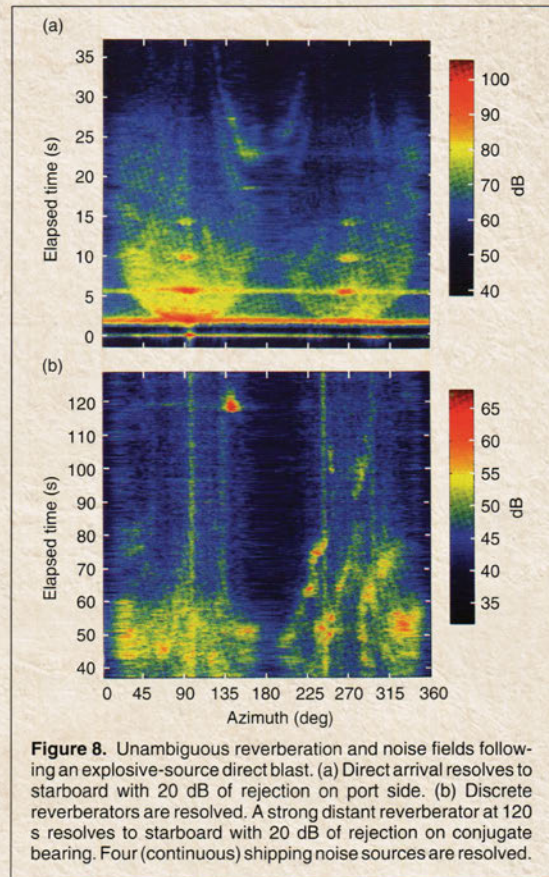 (a)
35
30
25
20
15
10
5
0
Elapsed time (s)
100
90
80
70
60
50
40
dB
(b)
120
110
100
90
80
70
60
50
40
Elapsed time (s)
65
60
55
50
45
40
35
dB
0 45 90 135 180 225 270 315 360
Azimuth (deg)
Figure 8. Unambiguous reverberation and noise fields follow-
ing an explosive-source direct blast. (a) Direct arrival resolves to
starboard with 20 dB of rejection on port side. (b) Discrete
reverberators are resolved. A strong distant reverberator at 120
s resolves to starboard with 20 dB of rejection on conjugate
bearing. Four (continuous) shipping noise sources are resolved.